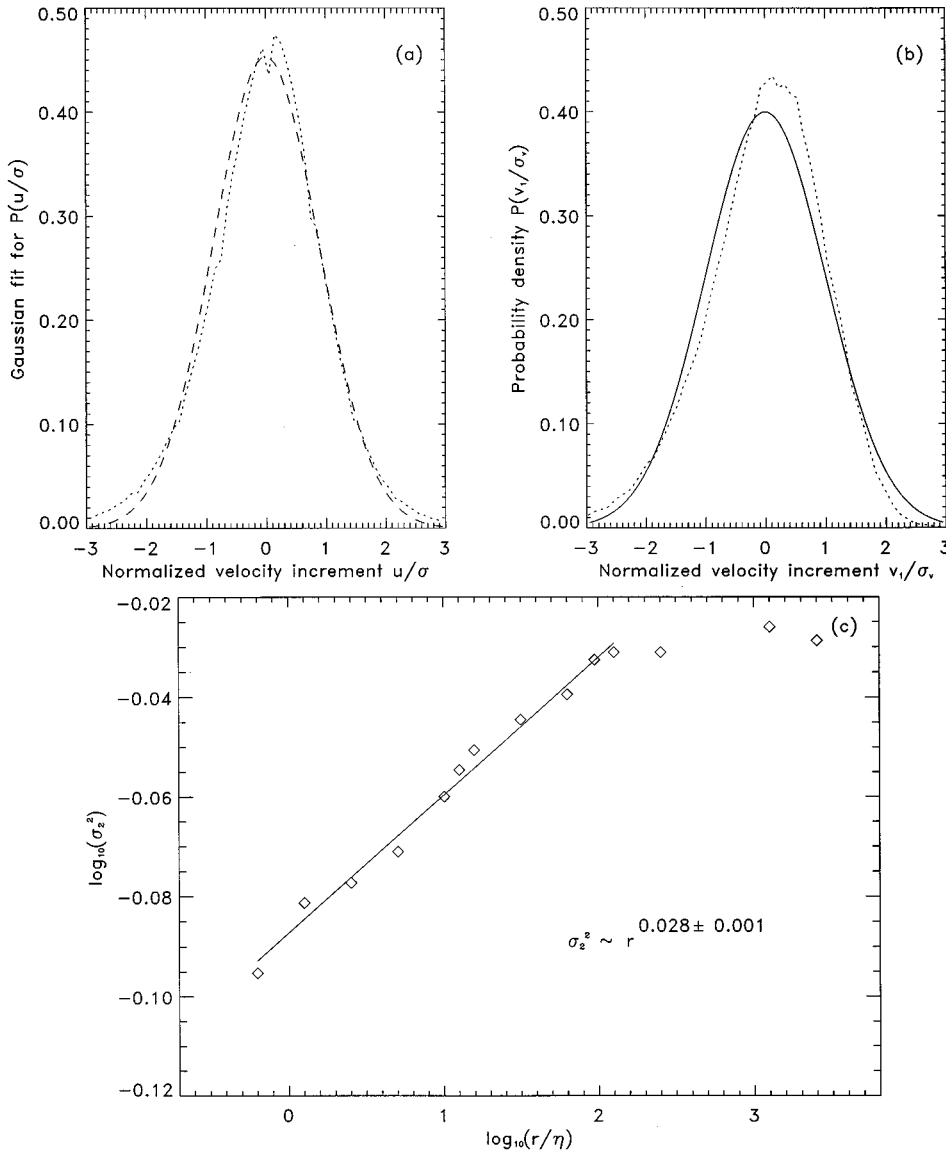 0.50
0.40
0.30
0.20
0.10
0.00
Gaussian fit for P(u/σ)
(a)
-3 -2 -1 0 1 2 3
Normalized velocity increment u/σ
0.50
0.40
0.30
0.20
0.10
0.00
Probability density P(v₁/σᵥ)
(b)
-3 -2 -1 0 1 2 3
Normalized velocity increment v₁/σᵥ
-0.02
-0.04
-0.06
-0.08
-0.10
-0.12
log₁₀(σ₂²)
(c)
σ₂² ~ r^0.028± 0.001
0 1 2 3
log₁₀(r/η)